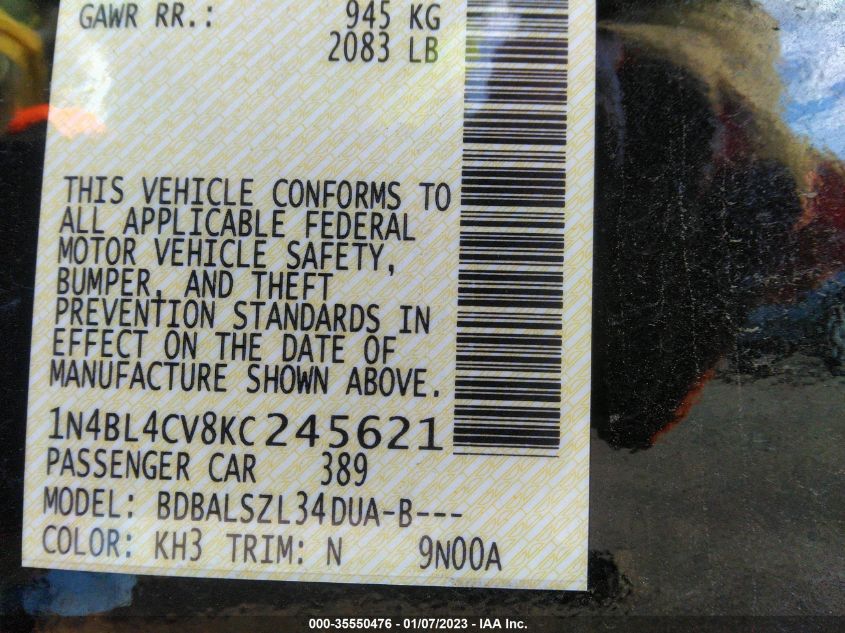 GAWR RR.: 945 KG
2083 LB
THIS VEHICLE CONFORMS TO
ALL APPLICABLE FEDERAL
MOTOR VEHICLE SAFETY,
BUMPER, AND THEFT
PREVENTION STANDARDS IN
EFFECT ON THE DATE OF
MANUFACTURE SHOWN ABOVE.
1N4BL4CV8KC245621
PASSENGER CAR 389
MODEL: BDBALSZL34DUA-B---
COLOR: KH3 TRIM: N 9N00A
000-35550476 - 01/07/2023 - IAA Inc.